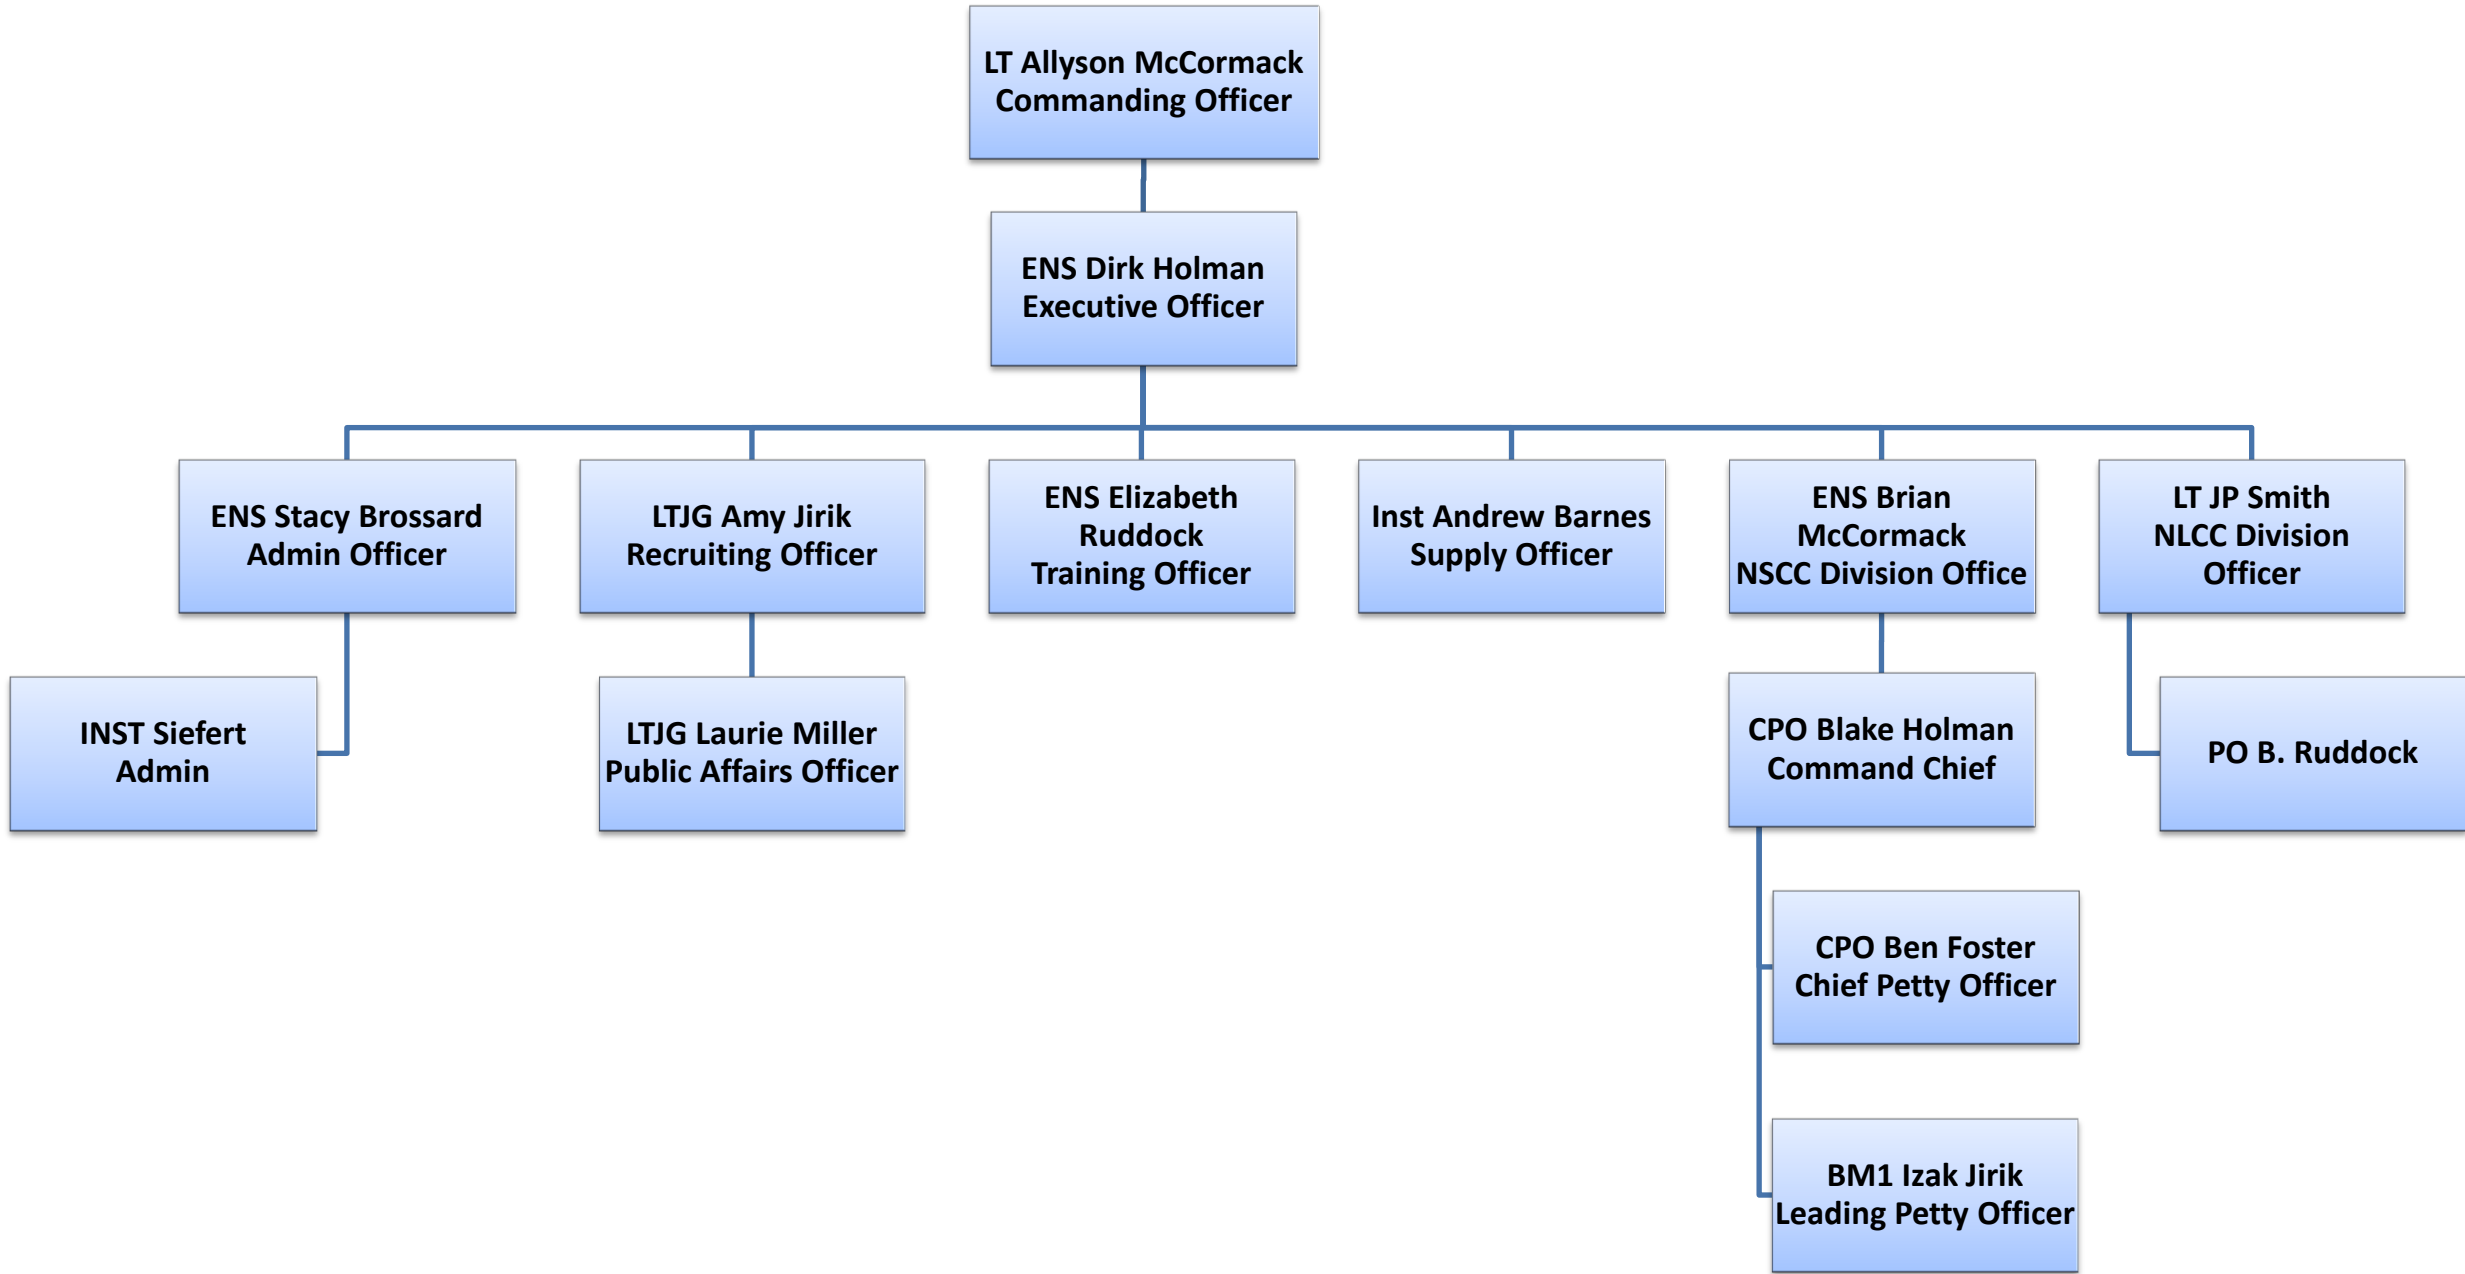 LT Allyson McCormack
Commanding Officer
ENS Dirk Holman
Executive Officer
ENS Stacy Brossard
Admin Officer
LTJG Amy Jirik
Recruiting Officer
ENS Elizabeth
Ruddock
Training Officer
Inst Andrew Barnes
Supply Officer
ENS Brian
McCormack
NSCC Division Office
LT JP Smith
NLCC Division
Officer
INST Siefert
Admin
LTJG Laurie Miller
Public Affairs Officer
CPO Blake Holman
Command Chief
PO B. Ruddock
CPO Ben Foster
Chief Petty Officer
BM1 Izak Jirik
Leading Petty Officer